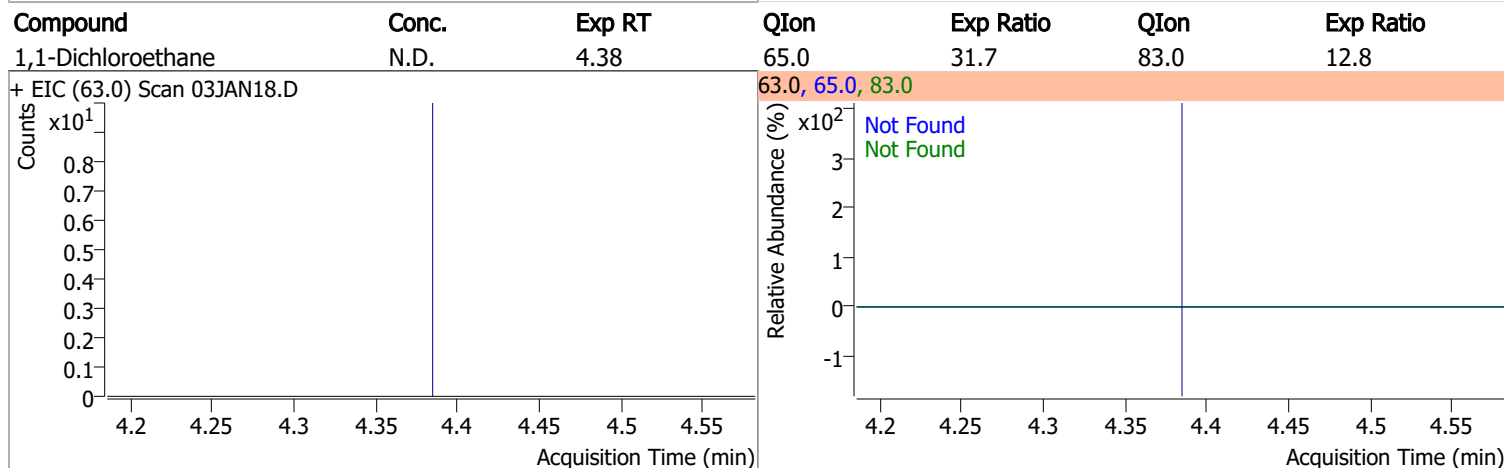 Compound Conc. Exp RT QIon Exp Ratio QIon Exp Ratio
1,1-Dichloroethane N.D. 4.38 65.0 31.7 83.0 12.8
+ EIC (63.0) Scan 03JAN18.D
Counts
x10¹
0.8
0.7
0.6
0.5
0.4
0.3
0.2
0.1
0
4.2 4.25 4.3 4.35 4.4 4.45 4.5 4.55
Acquisition Time (min)
63.0, 65.0, 83.0
Relative Abundance (%)
x10²
Not Found
Not Found
3
2
1
0
-1
4.2 4.25 4.3 4.35 4.4 4.45 4.5 4.55
Acquisition Time (min)